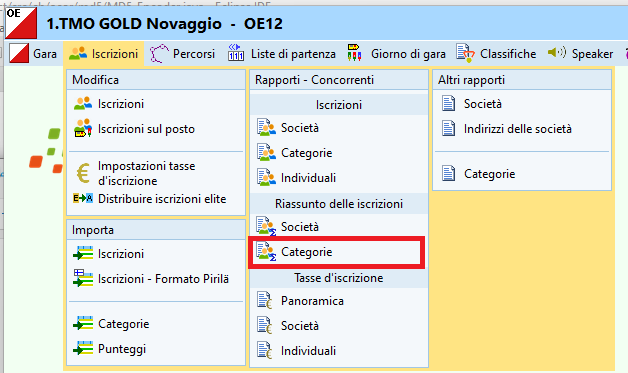 OE
1.TMO GOLD Novaggio - OE12
Gara
Iscrizioni
Percorsi
Liste di partenza
Giorno di gara
Classifiche
Speaker
Modifica
Iscrizioni
Iscrizioni sul posto
Impostazioni tasse
d'iscrizione
Distribuire iscrizioni elite
Importa
Iscrizioni
Iscrizioni - Formato Pirilä
Categorie
Punteggi
Rapporti - Concorrenti
Iscrizioni
Società
Categorie
Individuali
Riassunto delle iscrizioni
Società
Categorie
Tasse d'iscrizione
Panoramica
Società
Individuali
Altri rapporti
Società
Indirizzi delle società
Categorie